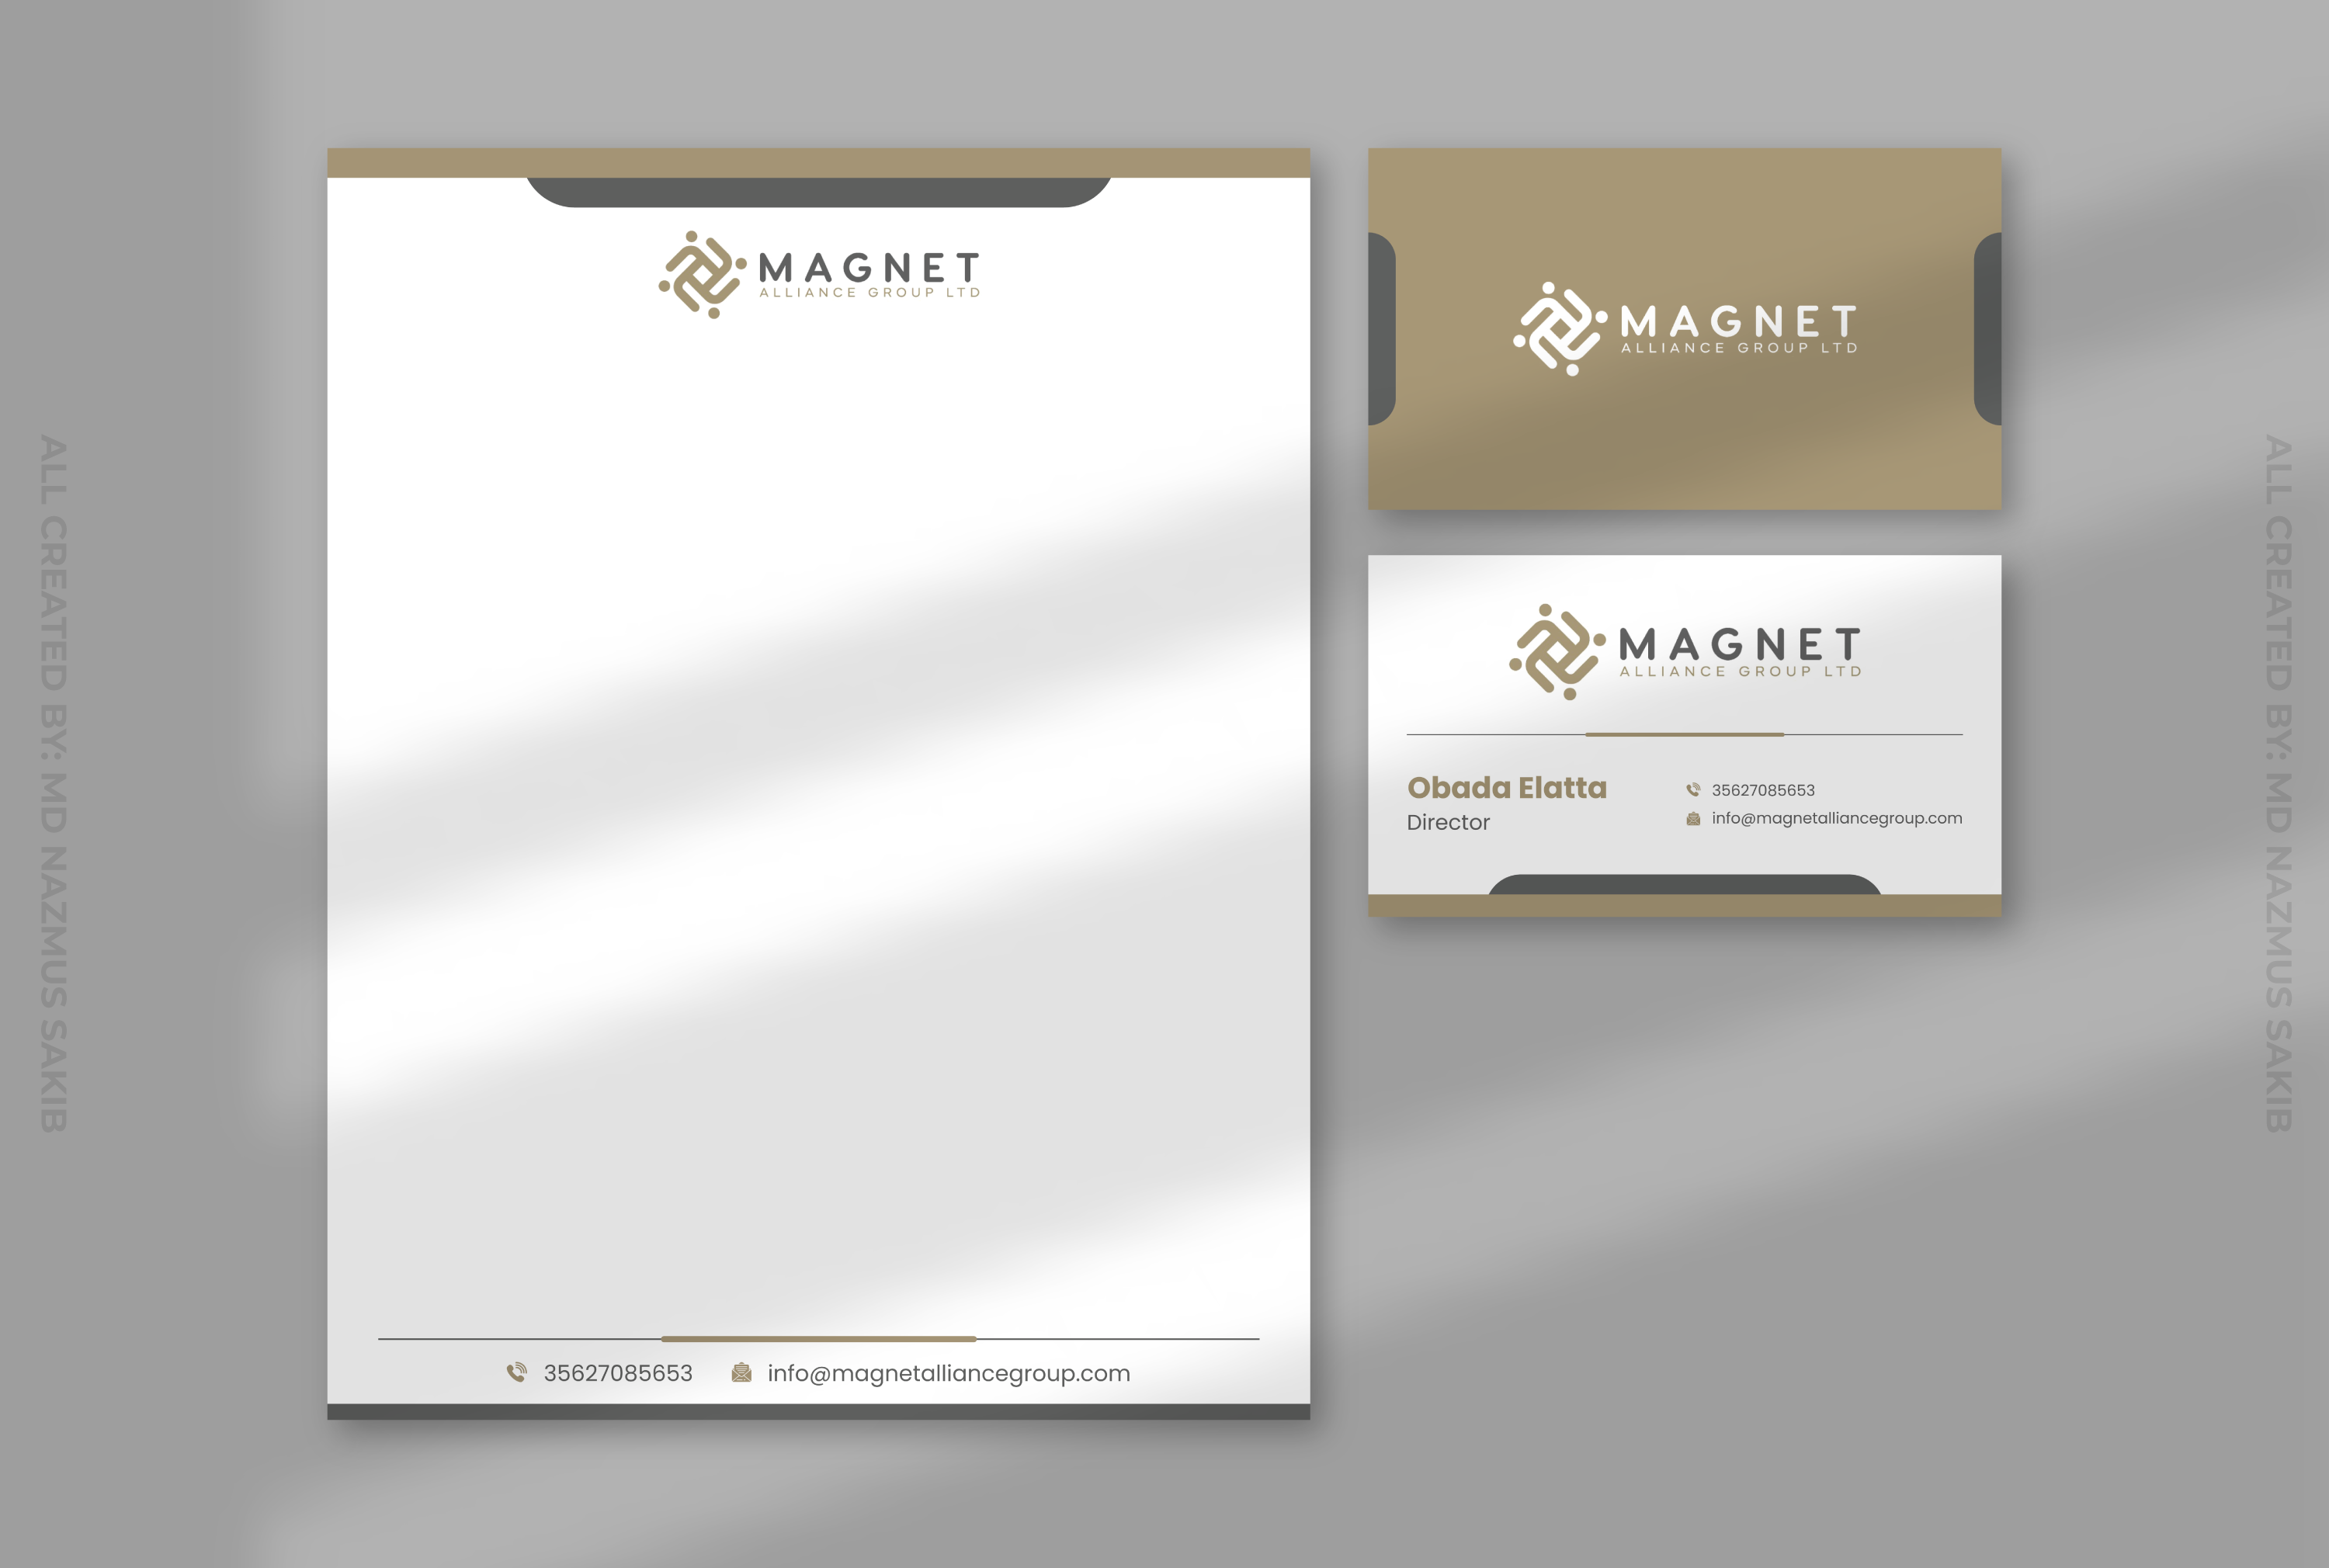 ALL CREATED BY: MD NAZMUS SAKIB
MAGNET
ALLIANCE GROUP LTD
35627085653
info@magnetalliancegroup.com
MAGNET
ALLIANCE GROUP LTD
MAGNET
ALLIANCE GROUP LTD
Obada Elatta
Director
35627085653
info@magnetalliancegroup.com
ALL CREATED BY: MD NAZMUS SAKIB